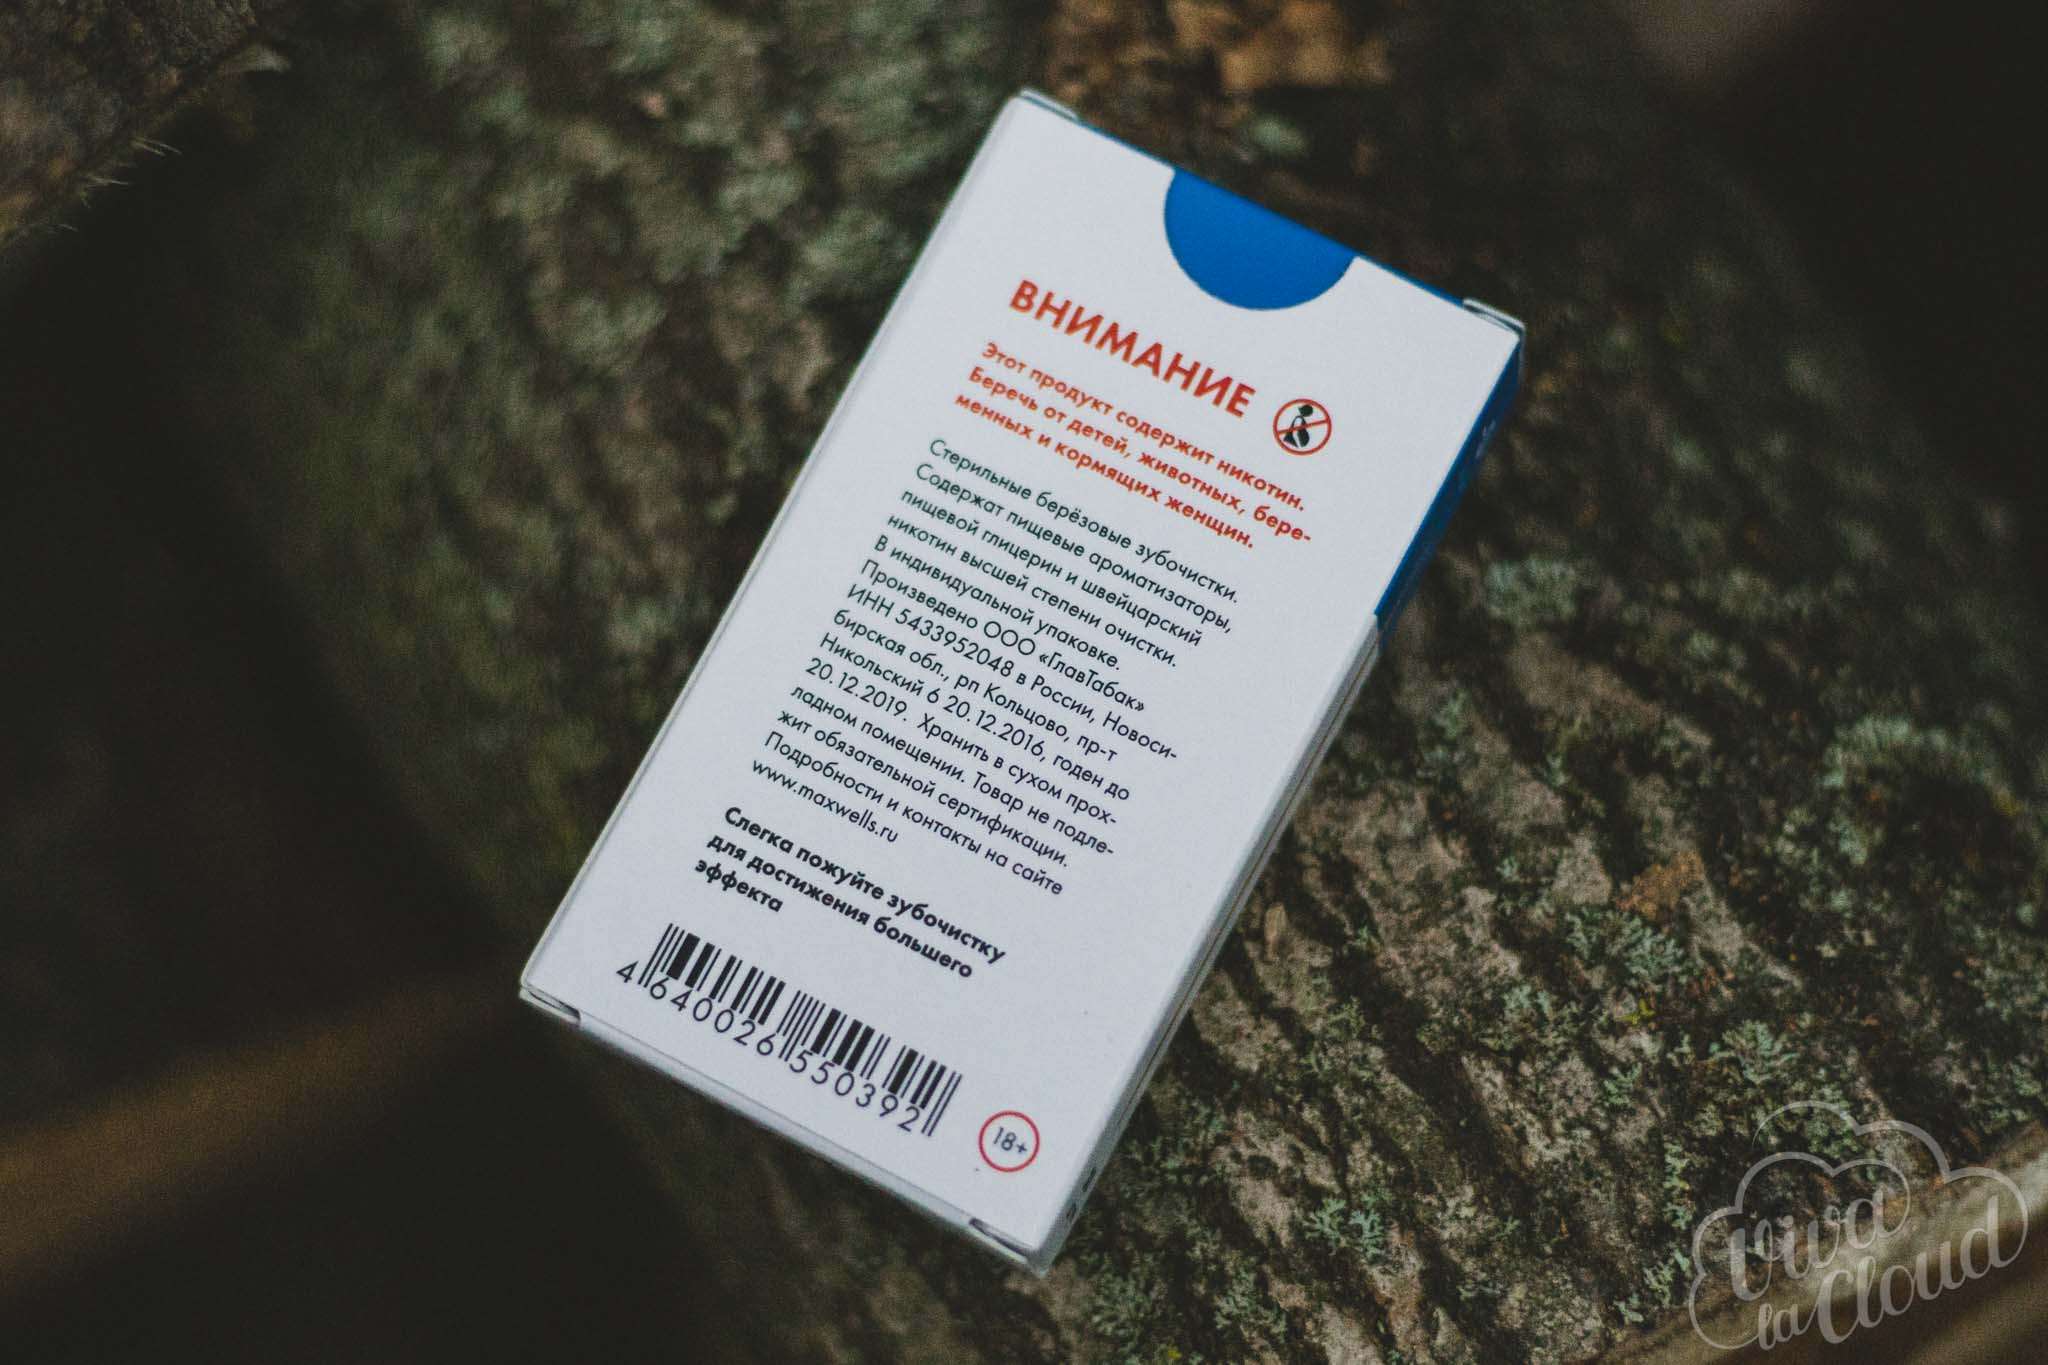 ВНИМАНИЕ
Этот продукт содержит никотин.
Беречь от детей, животных, бере-
менных и кормящих женщин.
Стерильные берёзовые зубочистки.
Содержат пищевые ароматизаторы,
пищевой глицерин и швейцарский
никотин высшей степени очистки.
В индивидуальной упаковке.
Произведено ООО «ГлавТабак»
ИНН 5433952048 в России, Новоси-
бирская обл., рп Кольцово, пр-т
Никольский 6 20.12.2016, годен до
20.12.2019. Хранить в сухом прох-
ладном помещении. Товар не подле-
жит обязательной сертификации.
Подробности и контакты на сайте
www.maxwells.ru
Слегка пожуйте зубочистку
для достижения большего
эффекта
4 640026 550392
18+
Viva
la Cloud